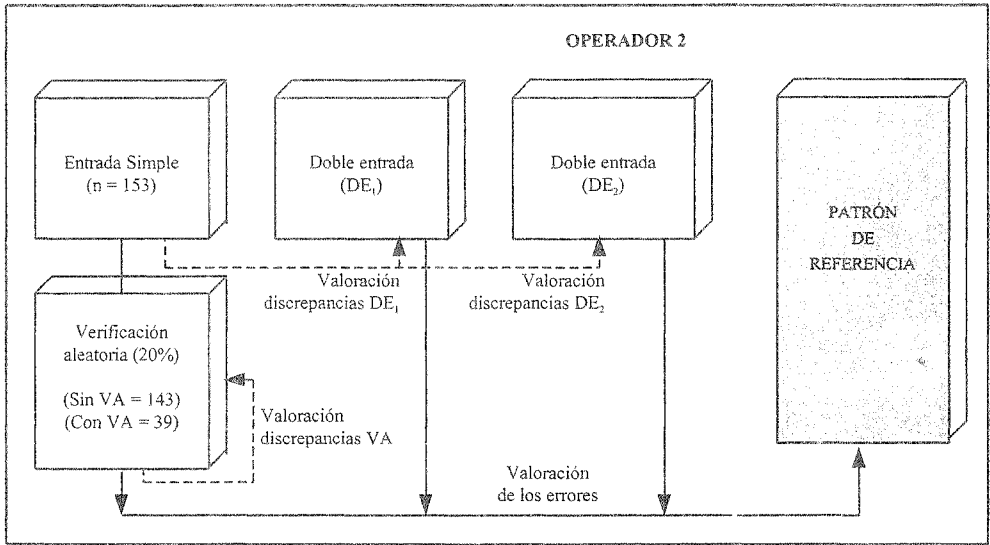 OPERADOR 2
Entrada Simple
(n = 153)
Doble entrada
(DE₁)
Doble entrada
(DE₂)
PATRÓN
DE
REFERENCIA
Valoración
discrepancias DE₁
Valoración
discrepancias DE₂
Verificación
aleatoria (20%)
(Sin VA = 143)
(Con VA = 39)
Valoración
discrepancias VA
Valoración
de los errores